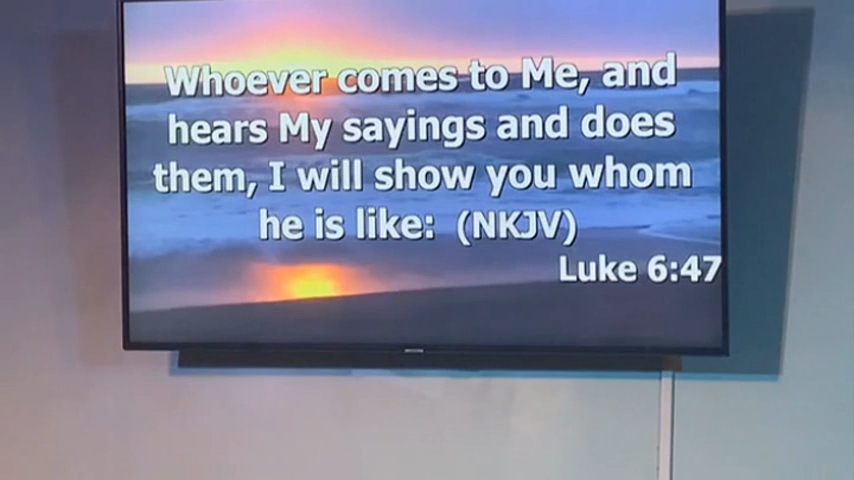 Whoever comes to Me, and
hears My sayings and does
them, I will show you whom
he is like: (NKJV)
Luke 6:47